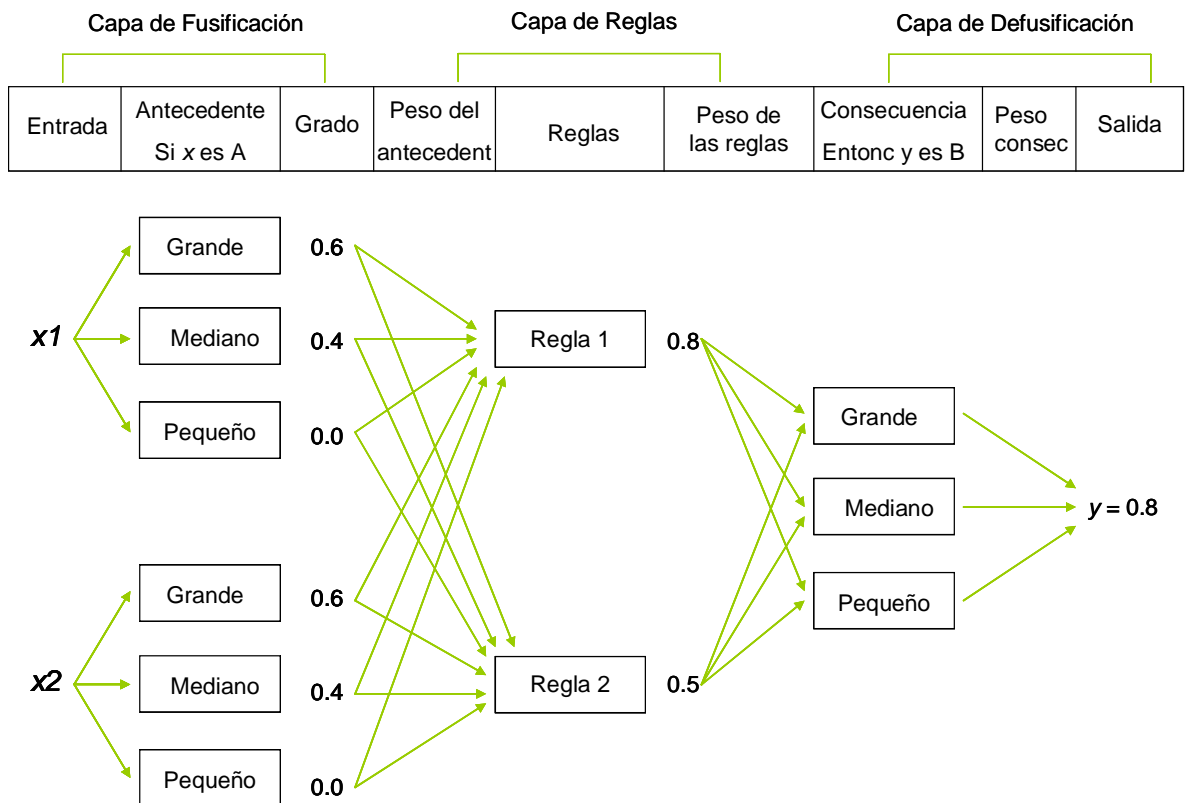 Capa de Fusificación
Capa de Reglas
Capa de Defusificación
Entrada
Antecedente
Si x es A
Grado
Peso del
antecedent
Reglas
Peso de
las reglas
Consecuencia
Entonc y es B
Peso
consec
Salida
x1
Grande
0.6
Mediano
0.4
Pequeño
0.0
x2
Grande
0.6
Mediano
0.4
Pequeño
0.0
Regla 1
0.8
Regla 2
0.5
Grande
Mediano
Pequeño
y = 0.8